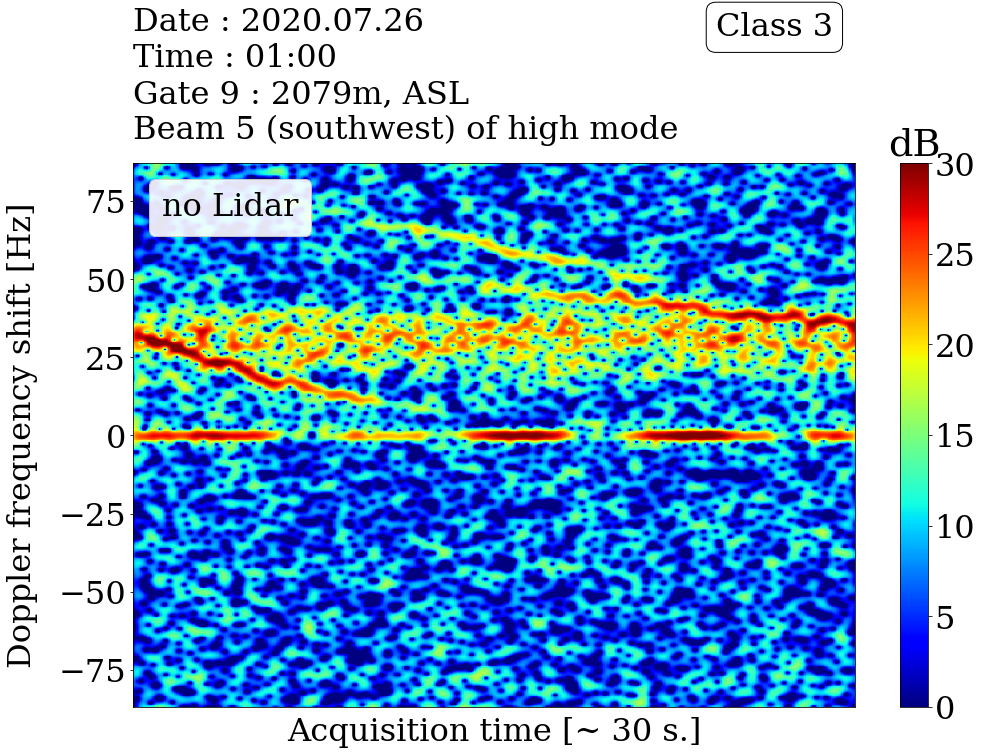 Date : 2020.07.26
Time : 01:00
Gate 9 : 2079m, ASL
Beam 5 (southwest) of high mode
Class 3
dB
no Lidar
Doppler frequency shift [Hz]
75
50
25
0
−25
−50
−75
30
25
20
15
10
5
0
Acquisition time [~ 30 s.]